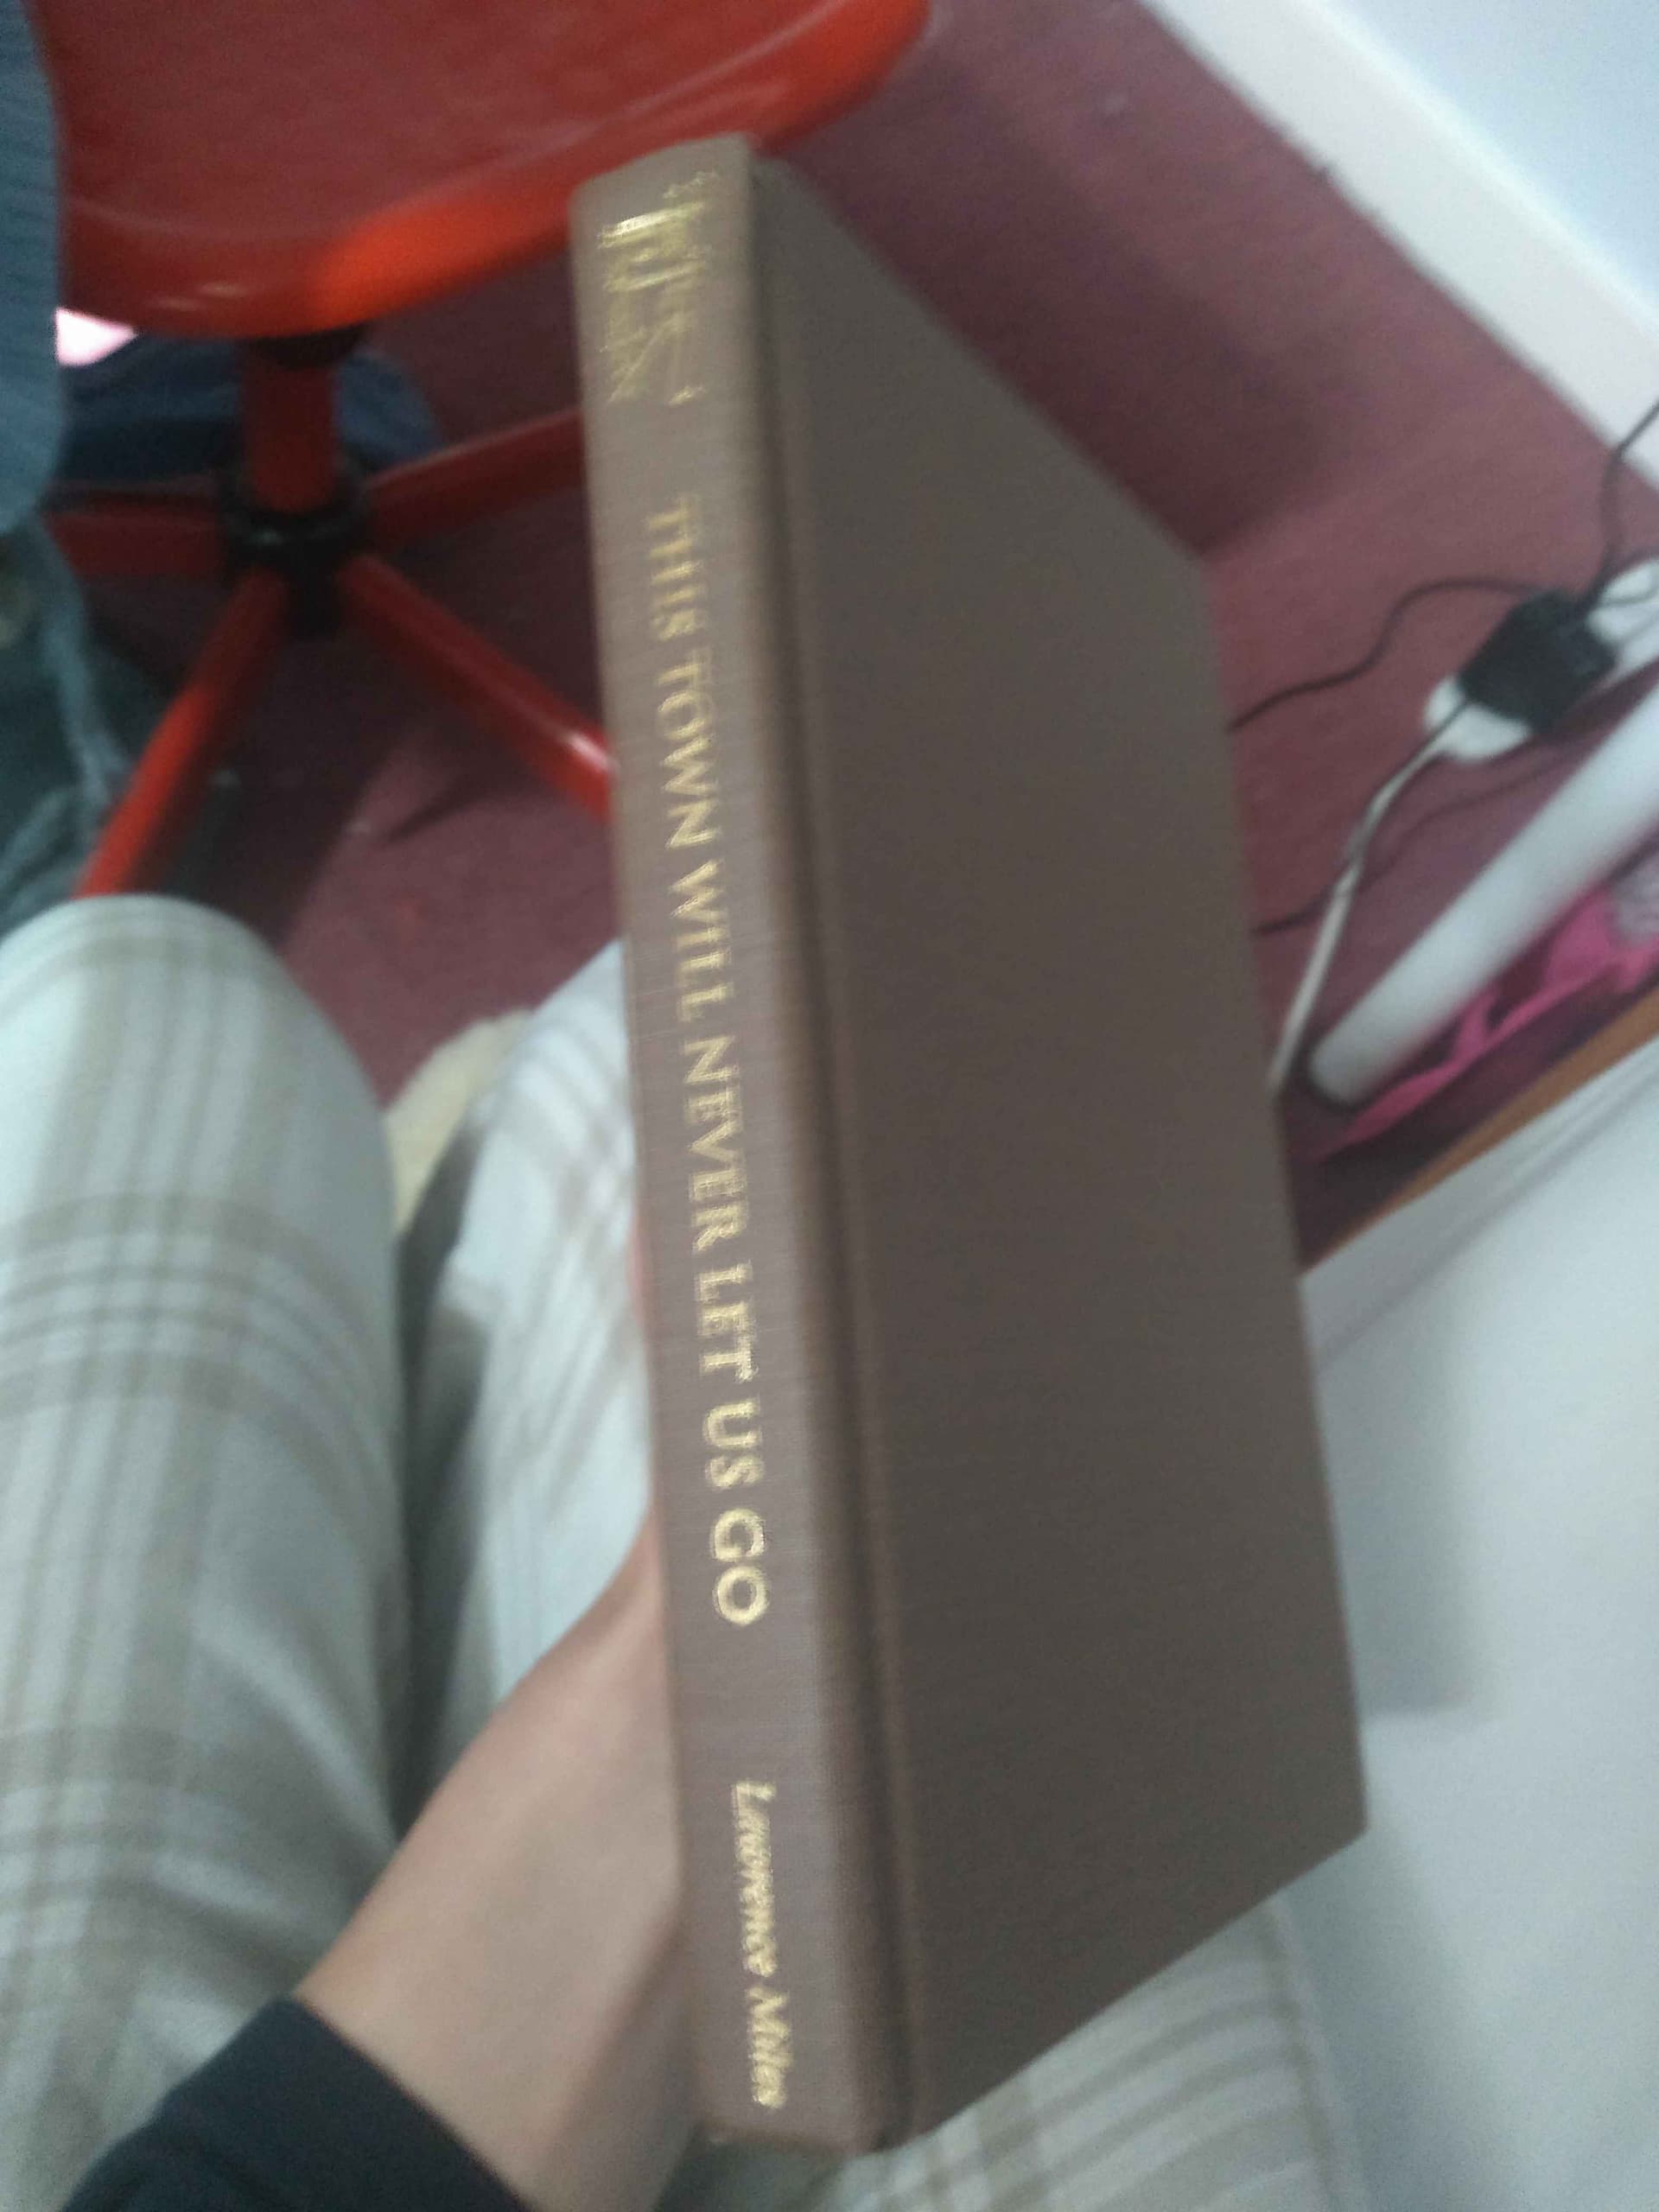 THIS TOWN WILL NEVER LET US GO
Lawrence Miles